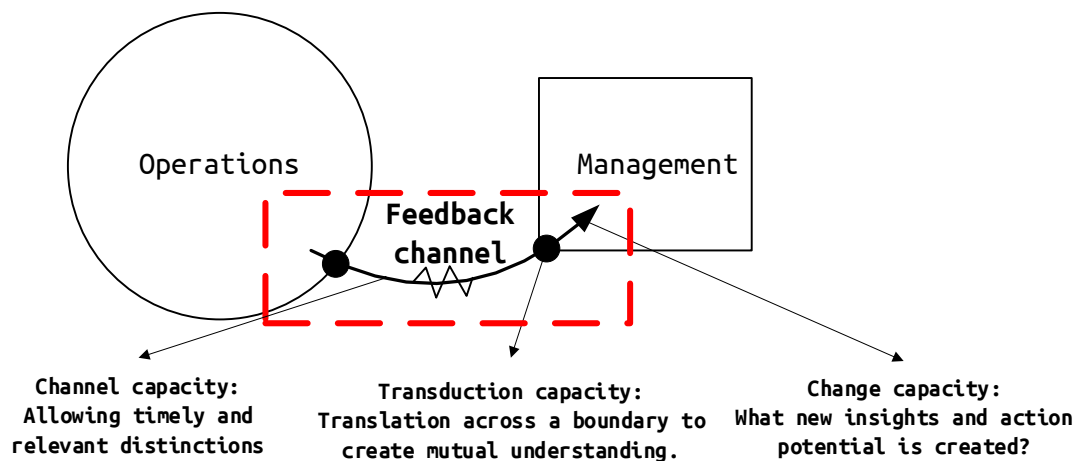 Operations
Management
Feedback
channel
Channel capacity:
Allowing timely and
relevant distinctions
Transduction capacity:
Translation across a boundary to
create mutual understanding.
Change capacity:
What new insights and action
potential is created?